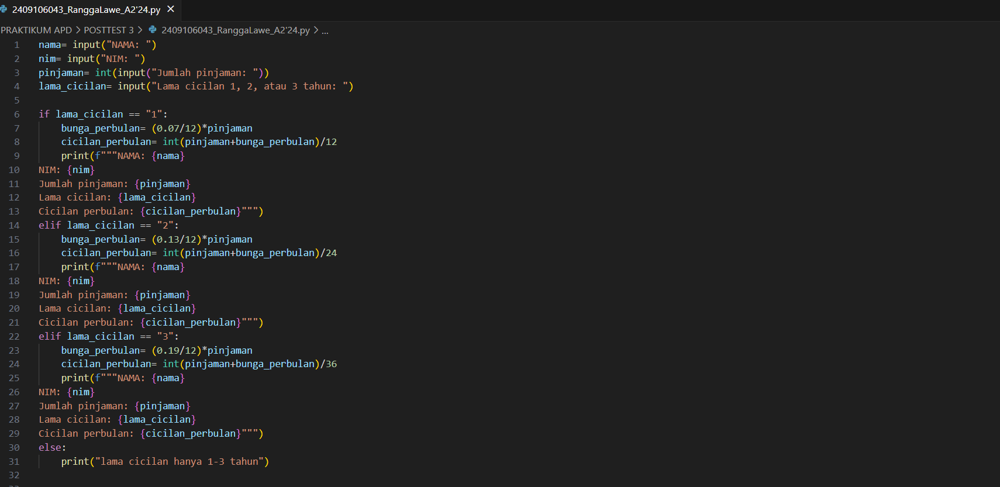 2409106043_RanggaLawe_A2'24.py ×
PRAKTIKUM APD > POSTTEST 3 > 2409106043_RanggaLawe_A2'24.py > ...
1 nama= input("NAMA: ")
2 nim= input("NIM: ")
3 pinjaman= int(input("Jumlah pinjaman: "))
4 lama_cicilan= input("Lama cicilan 1, 2, atau 3 tahun: ")
5
6 if lama_cicilan == "1":
7     bunga_perbulan= (0.07/12)*pinjaman
8     cicilan_perbulan= int(pinjaman+bunga_perbulan)/12
9     print(f"""NAMA: {nama}
10 NIM: {nim}
11 Jumlah pinjaman: {pinjaman}
12 Lama cicilan: {lama_cicilan}
13 Cicilan perbulan: {cicilan_perbulan}""")
14 elif lama_cicilan == "2":
15     bunga_perbulan= (0.13/12)*pinjaman
16     cicilan_perbulan= int(pinjaman+bunga_perbulan)/24
17     print(f"""NAMA: {nama}
18 NIM: {nim}
19 Jumlah pinjaman: {pinjaman}
20 Lama cicilan: {lama_cicilan}
21 Cicilan perbulan: {cicilan_perbulan}""")
22 elif lama_cicilan == "3":
23     bunga_perbulan= (0.19/12)*pinjaman
24     cicilan_perbulan= int(pinjaman+bunga_perbulan)/36
25     print(f"""NAMA: {nama}
26 NIM: {nim}
27 Jumlah pinjaman: {pinjaman}
28 Lama cicilan: {lama_cicilan}
29 Cicilan perbulan: {cicilan_perbulan}""")
30 else:
31     print("lama cicilan hanya 1-3 tahun")
32